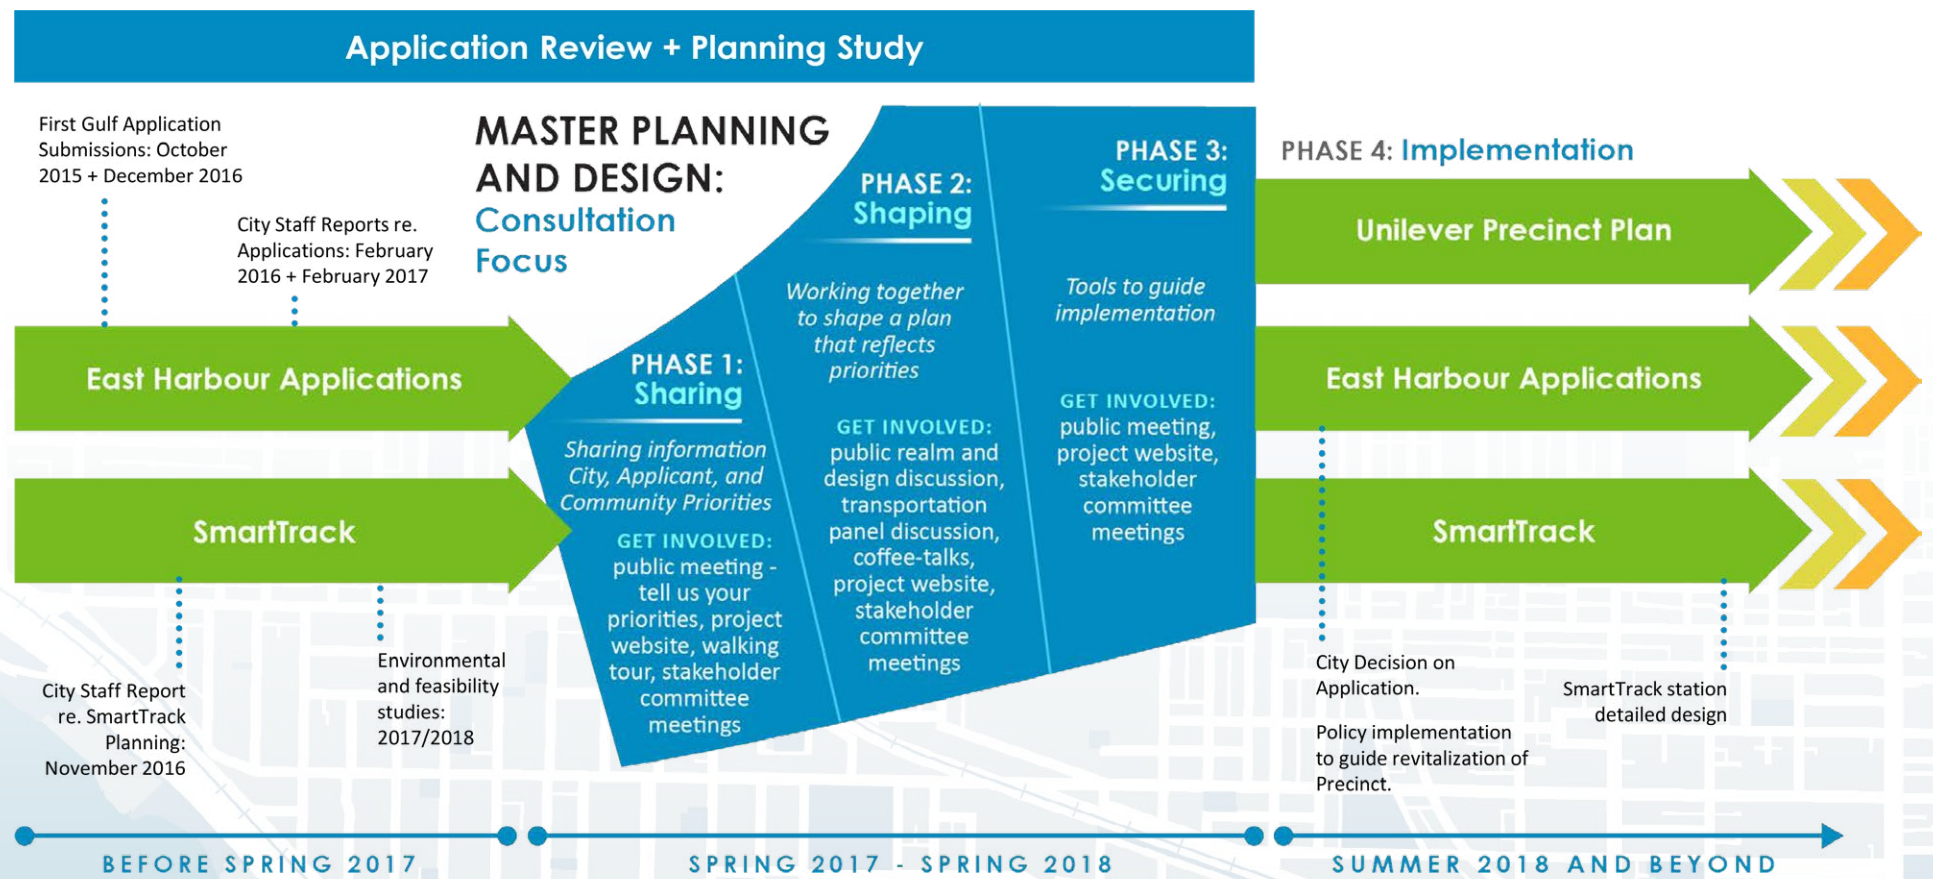 Application Review + Planning Study
First Gulf Application
Submissions: October
2015 + December 2016
City Staff Reports re.
Applications: February
2016 + February 2017
East Harbour Applications
SmartTrack
City Staff Report
re. SmartTrack
Planning:
November 2016
Environmental
and feasibility
studies:
2017/2018
MASTER PLANNING
AND DESIGN:
Consultation
Focus
PHASE 1:
Sharing
Sharing information
City, Applicant, and
Community Priorities
GET INVOLVED:
public meeting -
tell us your
priorities, project
website, walking
tour, stakeholder
committee
meetings
PHASE 2:
Shaping
Working together
to shape a plan
that reflects
priorities
GET INVOLVED:
public realm and
design discussion,
transportation
panel discussion,
coffee-talks,
project website,
stakeholder
committee
meetings
PHASE 3:
Securing
Tools to guide
implementation
GET INVOLVED:
public meeting,
project website,
stakeholder
committee
meetings
PHASE 4: Implementation
Unilever Precinct Plan
East Harbour Applications
SmartTrack
City Decision on
Application.
Policy implementation
to guide revitalization of
Precinct.
SmartTrack station
detailed design
BEFORE SPRING 2017
SPRING 2017 - SPRING 2018
SUMMER 2018 AND BEYOND